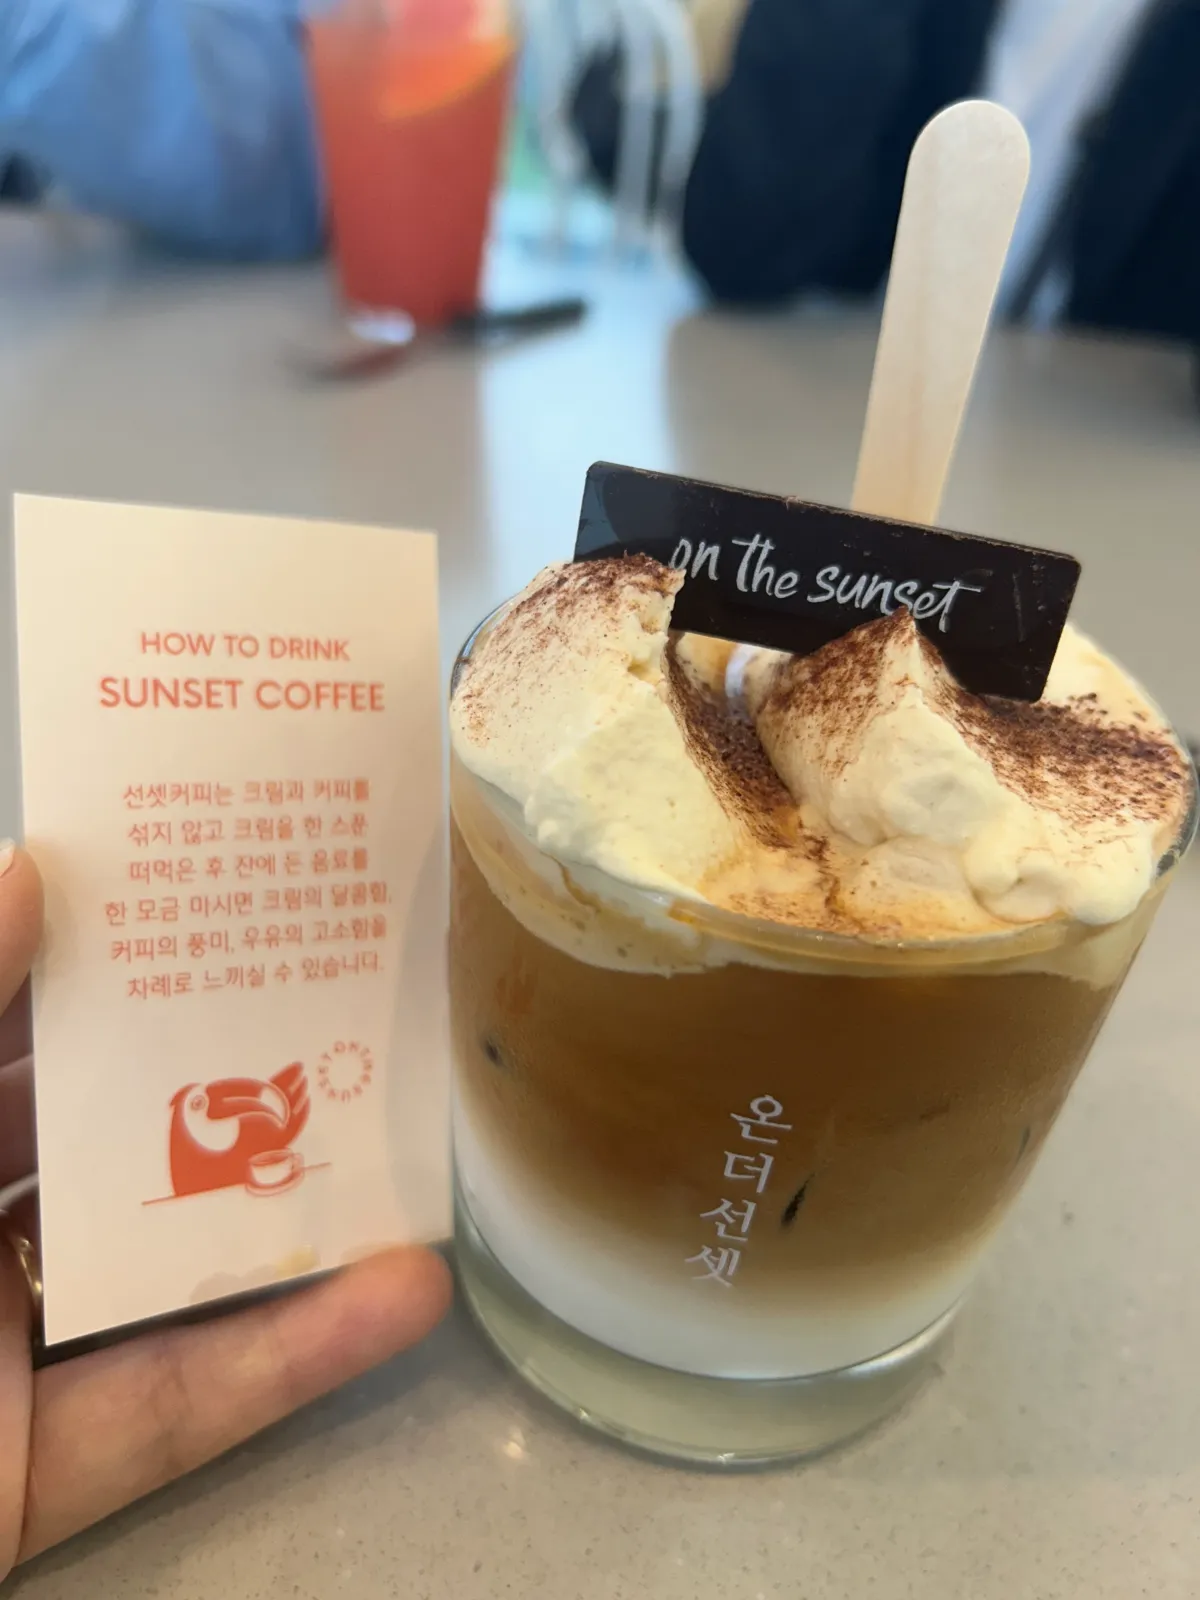 HOW TO DRINK
SUNSET COFFEE
선셋커피는 크림과 커피를
섞지 않고 크림을 한 스푼
떠먹은 후 잔에 든 음료를
한 모금 마시면 크림의 달콤함,
커피의 풍미, 우유의 고소함을
차례로 느끼실 수 있습니다.
ONTHESUNSET
on the sunset
온더선셋